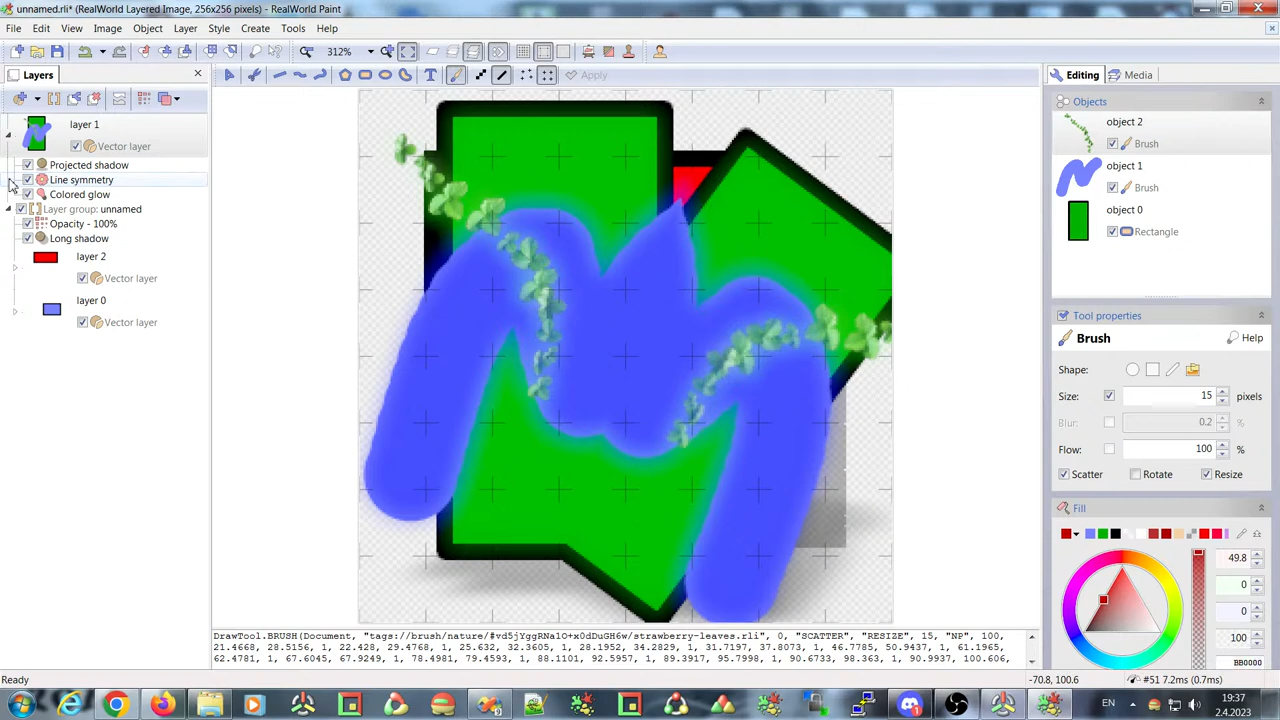 unnamed.rli* (RealWorld Layered Image, 256x256 pixels) - RealWorld Paint
File Edit View Image Object Layer Style Create Tools Help
312%
Layers
Apply
Editing Media
layer 1
Vector layer
Projected shadow
Line symmetry
Colored glow
Layer group: unnamed
Opacity - 100%
Long shadow
layer 2
Vector layer
layer 0
Vector layer
Objects
object 2
Brush
object 1
Brush
object 0
Rectangle
Tool properties
Brush Help
Shape:
Size: 15 pixels
Blur: 0.2 %
Flow: 100 %
Scatter Rotate Resize
Fill
49.8
0
0
100
BB0000
DrawTool.BRUSH(Document, "tags://brush/nature/#vd5jYggRNa1O+x0dDuGH6w/strawberry-leaves.rli", 0, "SCATTER", "RESIZE", 15, "NP", 100,
21.4668, 28.5156, 1, 22.428, 29.4768, 1, 25.632, 32.3605, 1, 28.1952, 34.2829, 1, 31.7197, 37.8073, 1, 46.7785, 50.9437, 1, 61.1965,
62.4781, 1, 67.6045, 67.9249, 1, 78.4981, 79.4593, 1, 88.1101, 92.5957, 1, 89.3917, 95.7998, 1, 90.6733, 98.363, 1, 90.9937, 100.606,
Ready
-70.8, 100.6
#51 7.2ms (0.7ms)
EN
19:37
2.4.2023